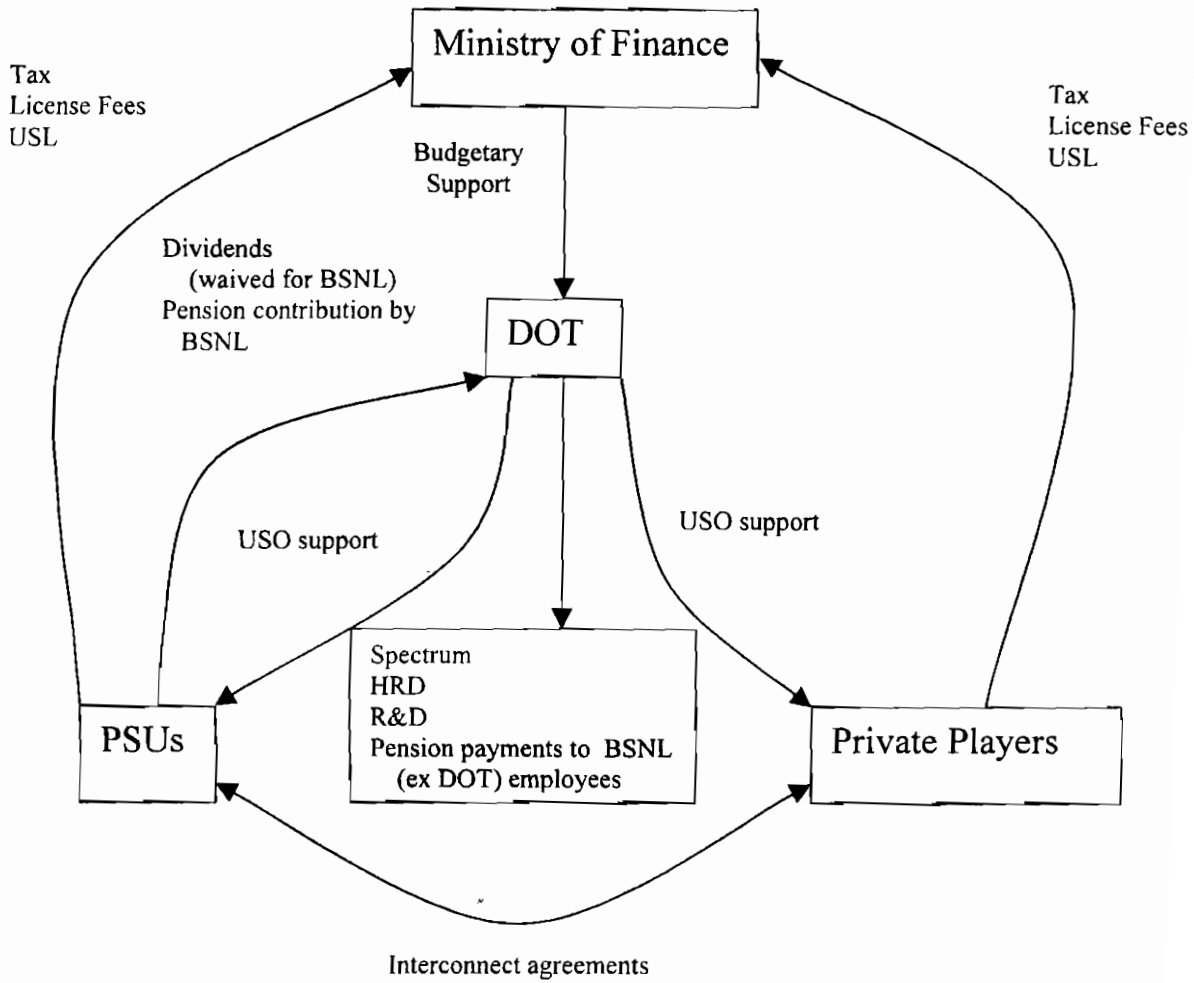 Ministry of Finance
Tax
License Fees
USL
Tax
License Fees
USL
Budgetary
Support
Dividends
(waived for BSNL)
Pension contribution by
BSNL
DOT
USO support
USO support
Spectrum
HRD
R&D
Pension payments to BSNL
(ex DOT) employees
PSUs
Private Players
Interconnect agreements